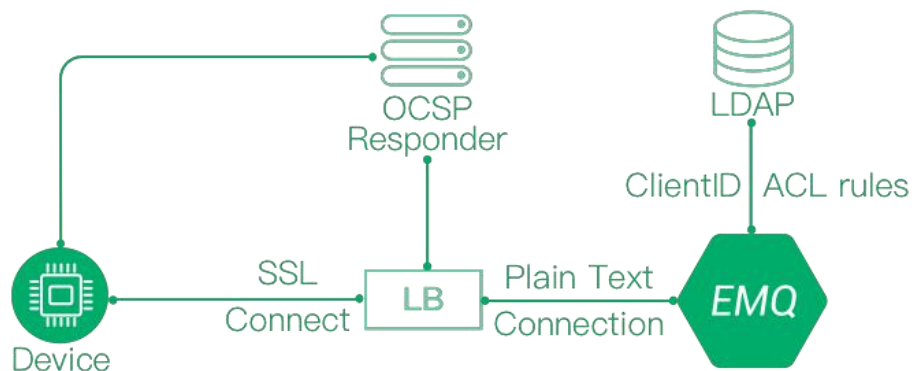 OCSP
Responder
LDAP
ClientID
ACL rules
SSL
Connect
LB
Plain Text
Connection
EMQ
Device